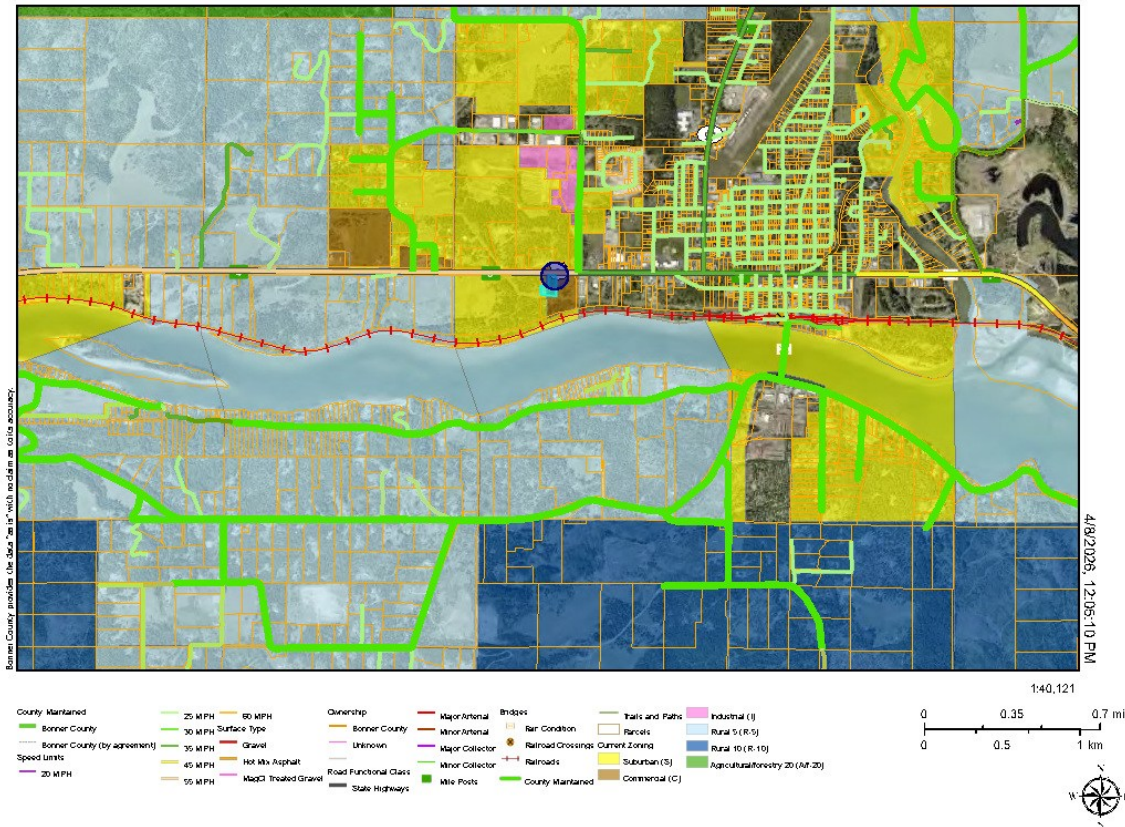 Bonner County provides the data "as is" with no claim as to its accuracy.
4/8/2026, 12:05:10 PM
1:40,121
County Maintained
Bonner County
Bonner County (by agreement)
Speed Limits
20 MPH
25 MPH
30 MPH
35 MPH
45 MPH
55 MPH
60 MPH
Surface Type
Gravel
Hot Mix Asphalt
MagCl Treated Gravel
Ownership
Bonner County
Unknown
Road Functional Class
State Highways
Major Arterial
Minor Arterial
Major Collector
Minor Collector
Mile Posts
Bridges
Fair Condition
Railroad Crossings
Railroads
County Maintained
Trails and Paths
Parcels
Current Zoning
Suburban (S)
Commercial (C)
Industrial (I)
Rural 5 (R-5)
Rural 10 (R-10)
Agricultural/forestry 20 (A/f-20)
0 0.35 0.7 mi
0 0.5 1 km
N
W